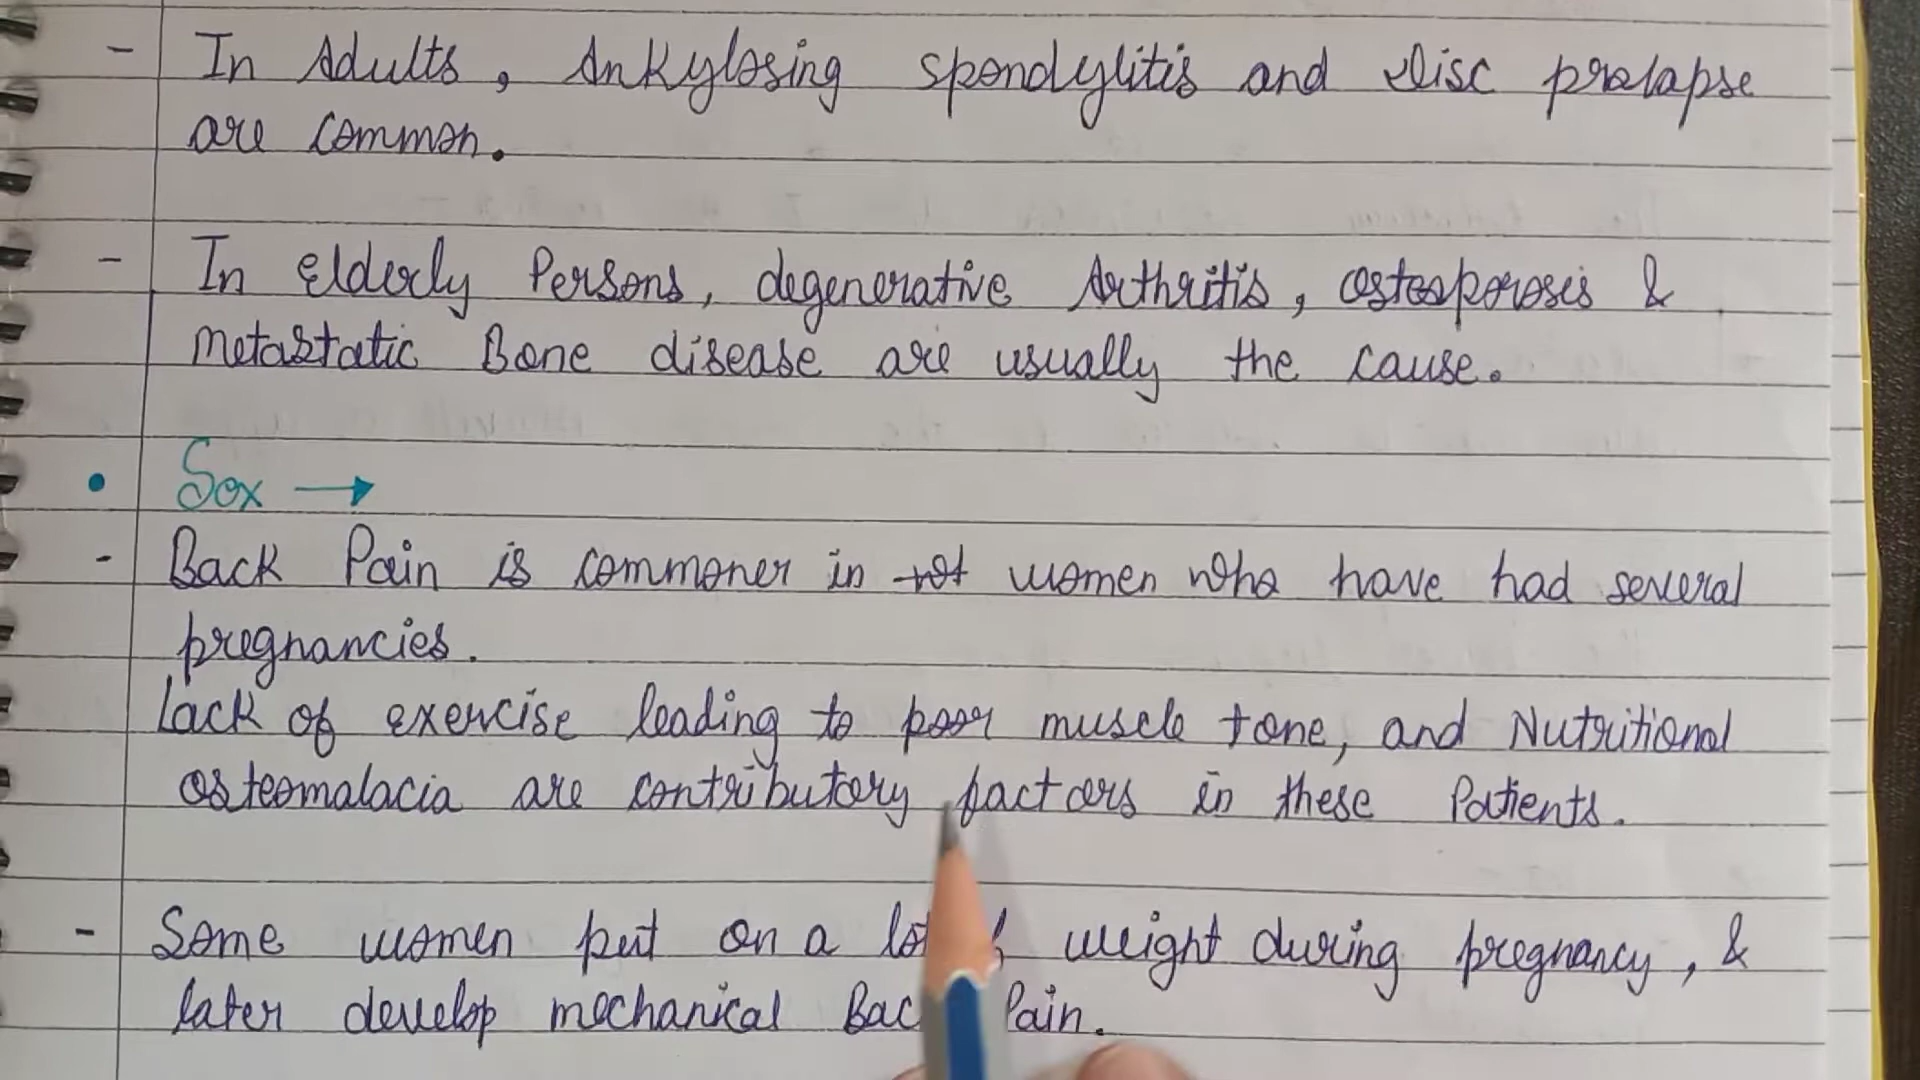 - In Adults, Ankylosing spondylitis and disc prolapse
are common.
- In elderly Persons, degenerative Arthritis, osteoporosis &
metastatic Bone disease are usually the cause.
• Sex →
- Back Pain is commoner in women who have had several
pregnancies.
Lack of exercise leading to poor muscle tone, and Nutritional
osteomalacia are contributory factors in these Patients.
- Some women put on a lot weight during pregnancy, &
later develop mechanical Bac Pain.